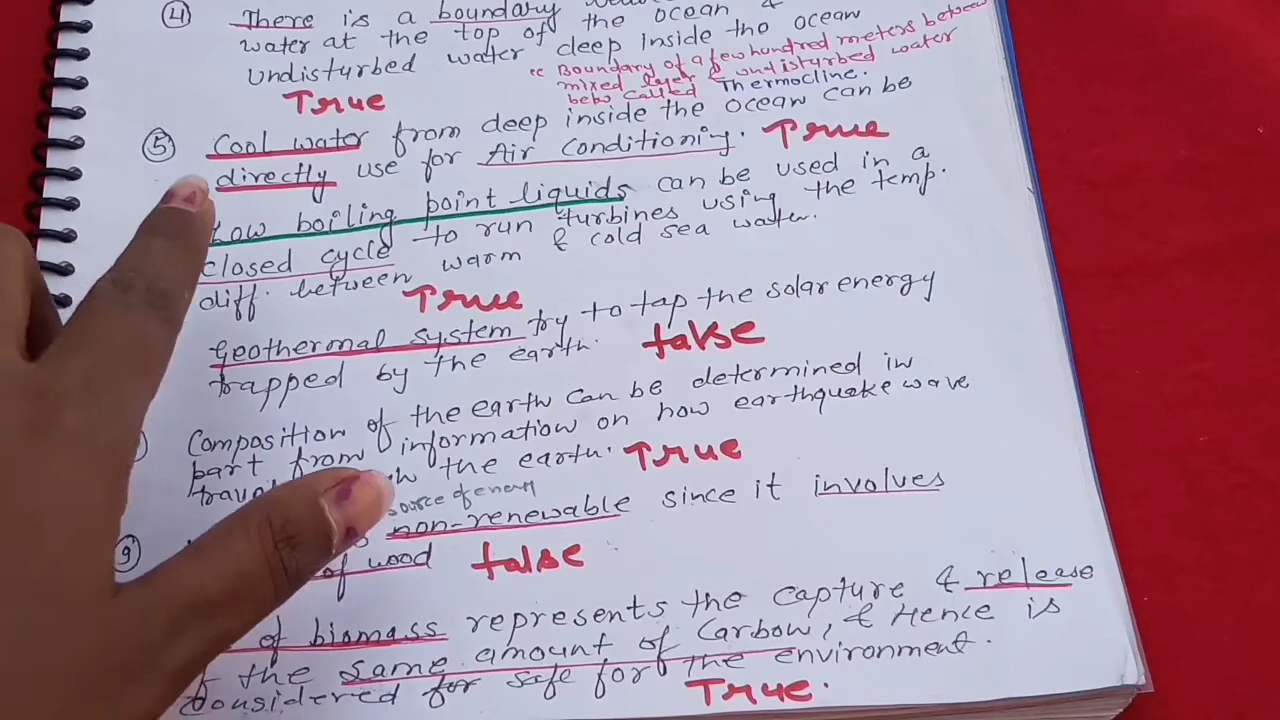 ④ There is a boundary
water at the top of the ocean &
undisturbed water deep inside the ocean
"c Boundary of a few hundred meters between
mixed layer & undisturbed water
below called Thermocline.
True
⑤ Cool water from deep inside the ocean can be
directly use for Air conditioning. True
Low boiling point liquids can be used in a
closed cycle to run turbines using the temp.
diff. between warm & cold sea water.
True
Geothermal system try to tap the solar energy
trapped by the earth. false
Composition of the earth can be determined in
part from information on how earthquake wave
the earth. True
source of energy
non-renewable since it involves
⑨
of wood false
of biomass represents the capture & release
of the same amount of Carbon, & Hence is
considered for safe for the environment.
True.